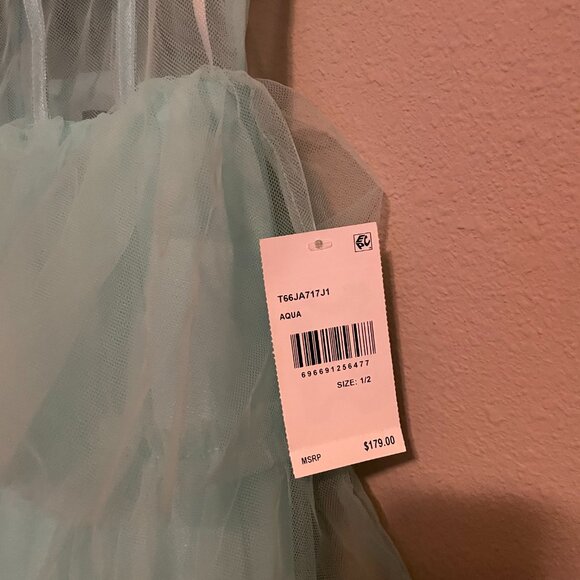 T66JA717J1
AQUA
696691256477
SIZE: 1/2
MSRP $179.00